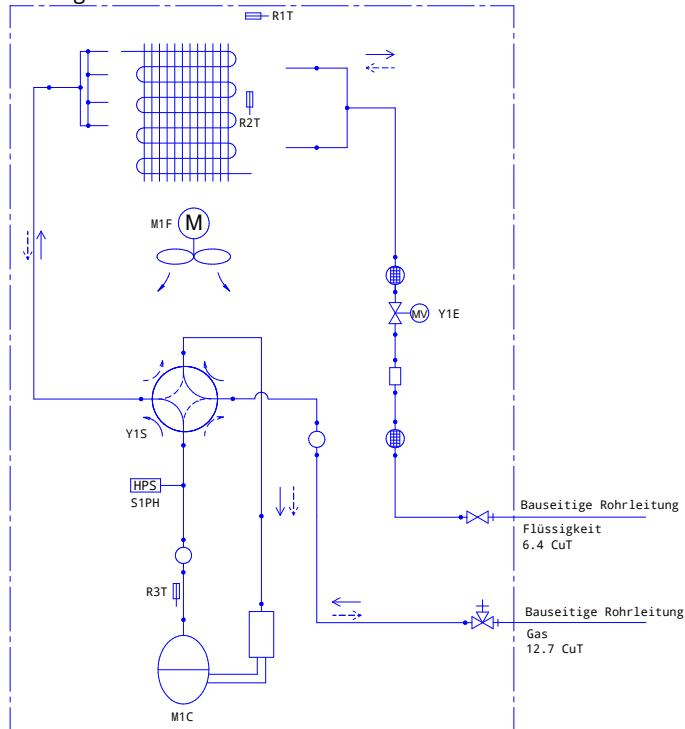 R1T
R2T
M1F
M
MV
Y1E
Y1S
HPS
S1PH
Bauseitige Rohrleitung
Flüssigkeit
6.4 CuT
R3T
Bauseitige Rohrleitung
Gas
12.7 CuT
M1C